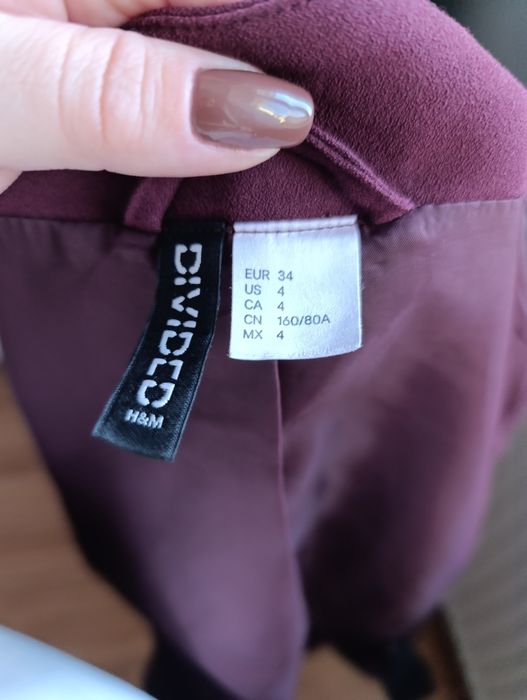 DIVIDED
H&M
EUR 34
US 4
CA 4
CN 160/80A
MX 4